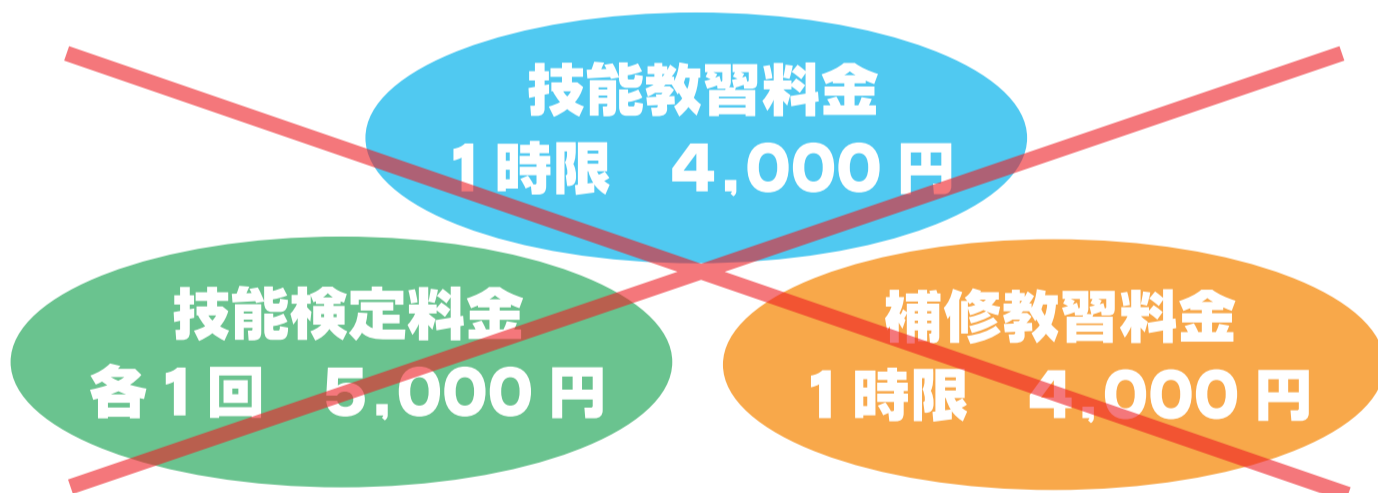 技能教習料金
1時限　4,000円
技能検定料金
各1回　5,000円
補修教習料金
1時限　4,000円